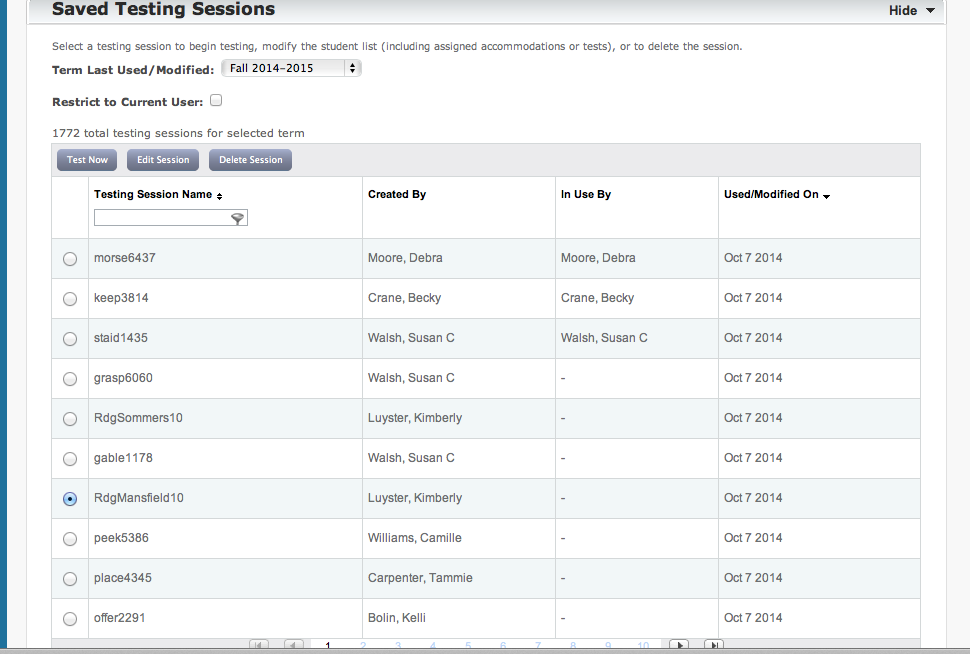 Saved Testing Sessions Hide
Select a testing session to begin testing, modify the student list (including assigned accommodations or tests), or to delete the session.
Term Last Used/Modified: Fall 2014-2015
Restrict to Current User:
1772 total testing sessions for selected term
Test Now Edit Session Delete Session
Testing Session Name Created By In Use By Used/Modified On
morse6437 Moore, Debra Moore, Debra Oct 7 2014
keep3814 Crane, Becky Crane, Becky Oct 7 2014
staid1435 Walsh, Susan C Walsh, Susan C Oct 7 2014
grasp6060 Walsh, Susan C - Oct 7 2014
RdgSommers10 Luyster, Kimberly - Oct 7 2014
gable1178 Walsh, Susan C - Oct 7 2014
RdgMansfield10 Luyster, Kimberly - Oct 7 2014
peek5386 Williams, Camille - Oct 7 2014
place4345 Carpenter, Tammie - Oct 7 2014
offer2291 Bolin, Kelli - Oct 7 2014
1 2 3 4 5 6 7 8 9 10